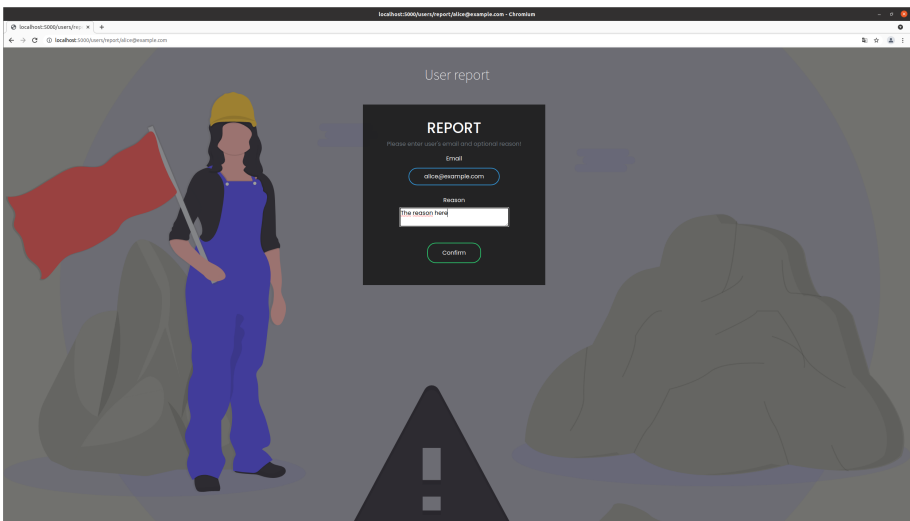 localhost:5000/users/report/alice@example.com - Chromium
localhost:5000/users/rep
localhost:5000/users/report/alice@example.com
User report
REPORT
Please enter user's email and optional reason!
Email
alice@example.com
Reason
The reason here
Confirm